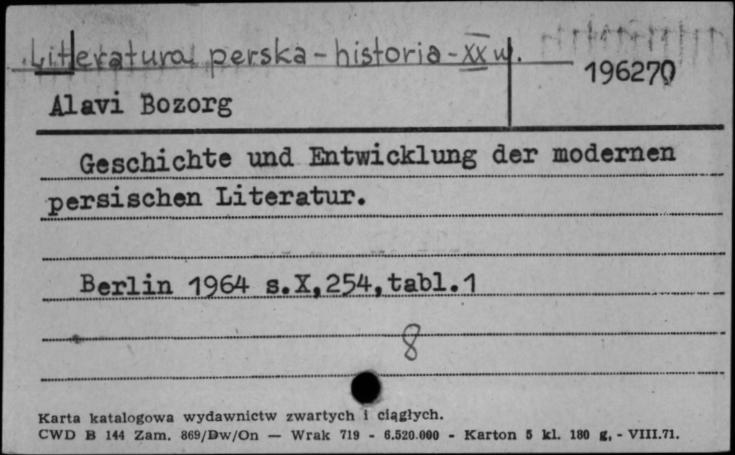 Literatura perska - historia - XX w.
196270
Alavi Bozorg
Geschichte und Entwicklung der modernen
persischen Literatur.
Berlin 1964 s.X,254,tabl.1
8
Karta katalogowa wydawnictw zwartych i ciągłych.
CWD B 144 Zam. 869/Dw/On — Wrak 719 - 6.520.000 - Karton 5 kl. 180 g. - VIII.71.